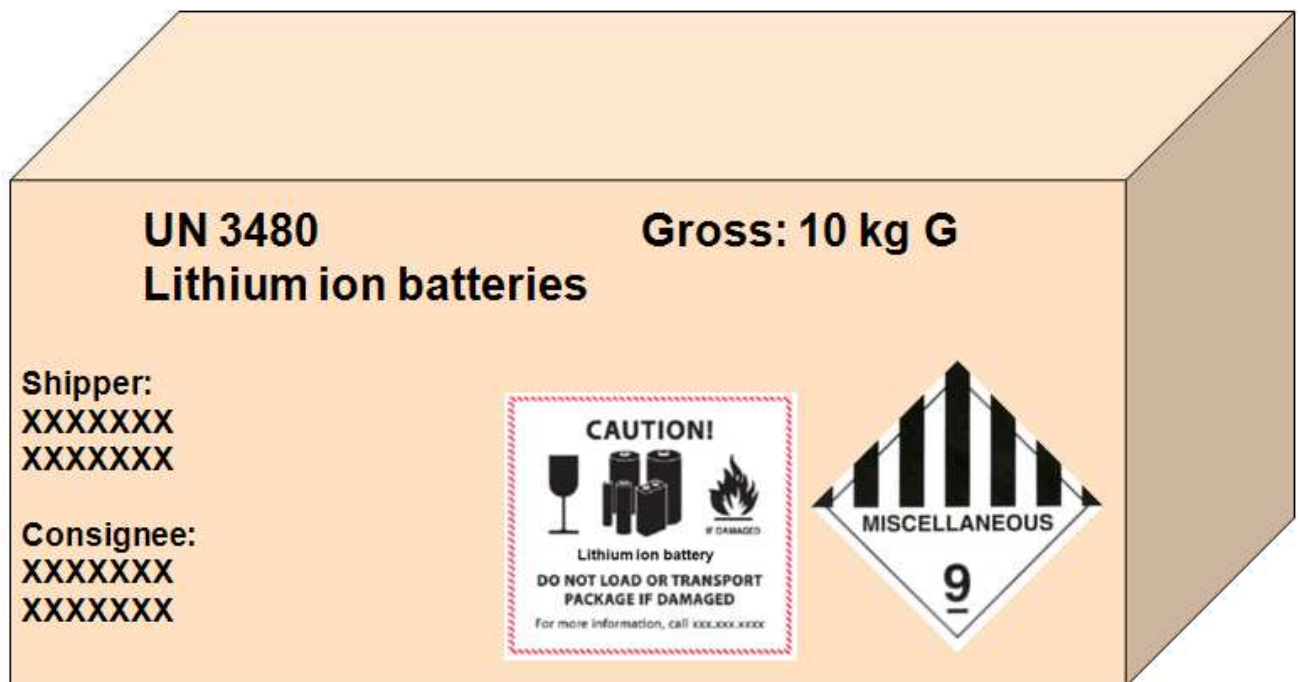 UN 3480
Gross: 10 kg G
Lithium ion batteries
Shipper:
XXXXXXX
XXXXXXX
Consignee:
XXXXXXX
XXXXXXX
CAUTION!
IF DAMAGED
Lithium ion battery
DO NOT LOAD OR TRANSPORT
PACKAGE IF DAMAGED
For more information, call xxx.xxx.xxxx
MISCELLANEOUS
9